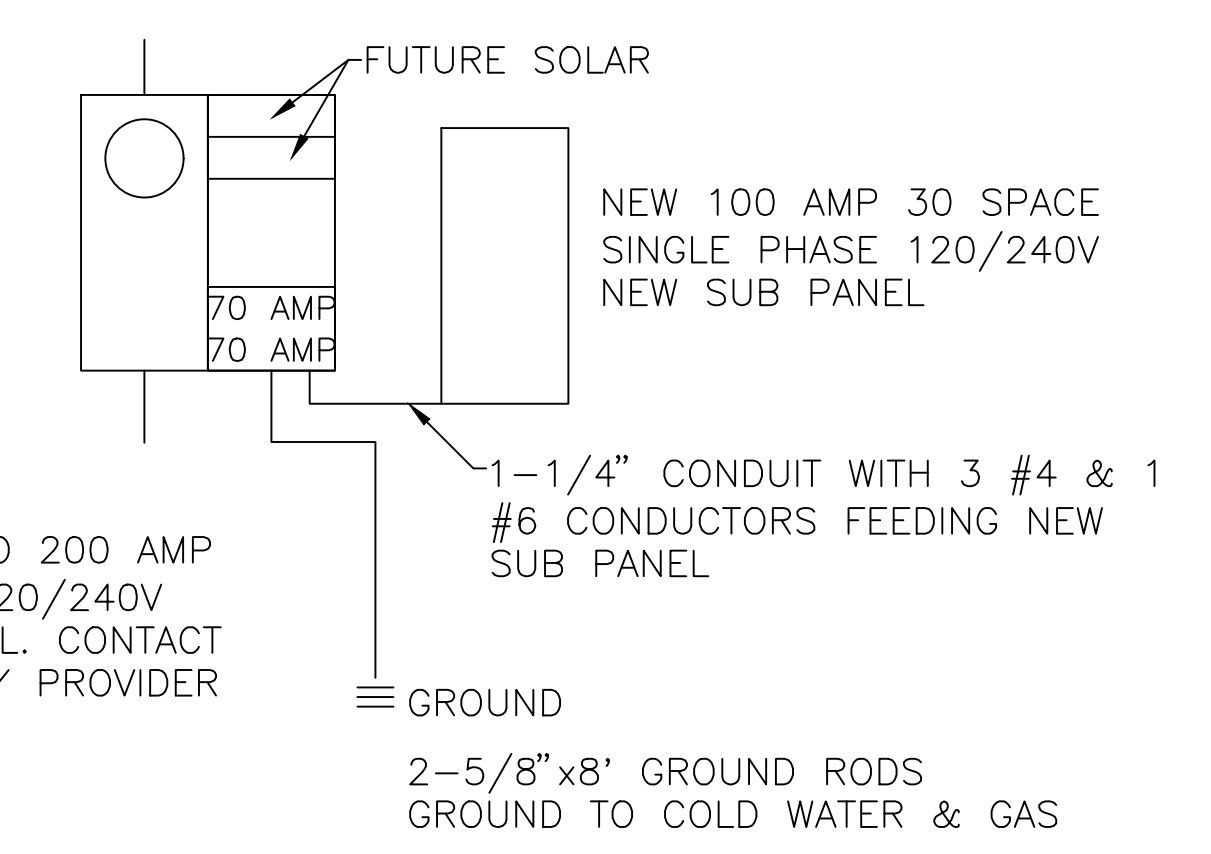 FUTURE SOLAR
NEW 100 AMP 30 SPACE
SINGLE PHASE 120/240V
NEW SUB PANEL
70 AMP
70 AMP
1-1/4" CONDUIT WITH 3 #4 & 1
#6 CONDUCTORS FEEDING NEW
SUB PANEL
200 AMP
20/240V
L. CONTACT
PROVIDER
GROUND
2-5/8"x8' GROUND RODS
GROUND TO COLD WATER & GAS